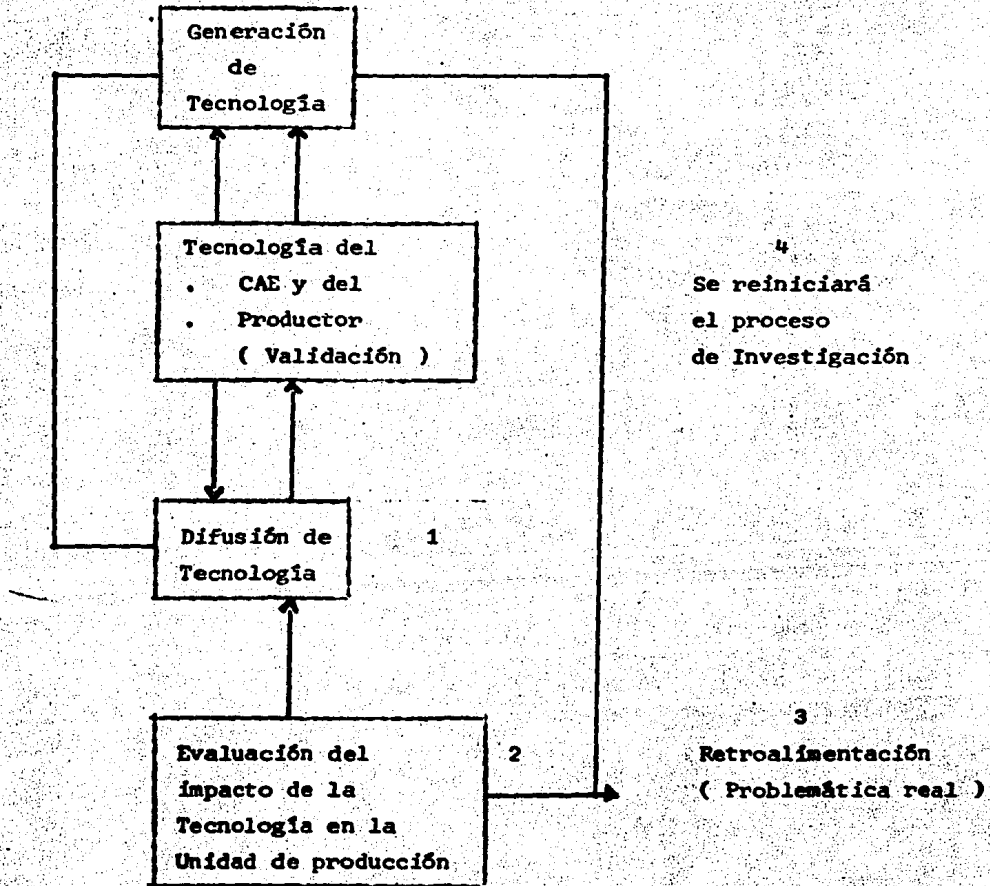 Generación
de
Tecnología
Tecnología del
. CAE y del
. Productor
( Validación )
4
Se reiniciará
el proceso
de Investigación
Difusión de
Tecnología
1
Evaluación del
impacto de la
Tecnología en la
Unidad de producción
2
3
Retroalimentación
( Problemática real )